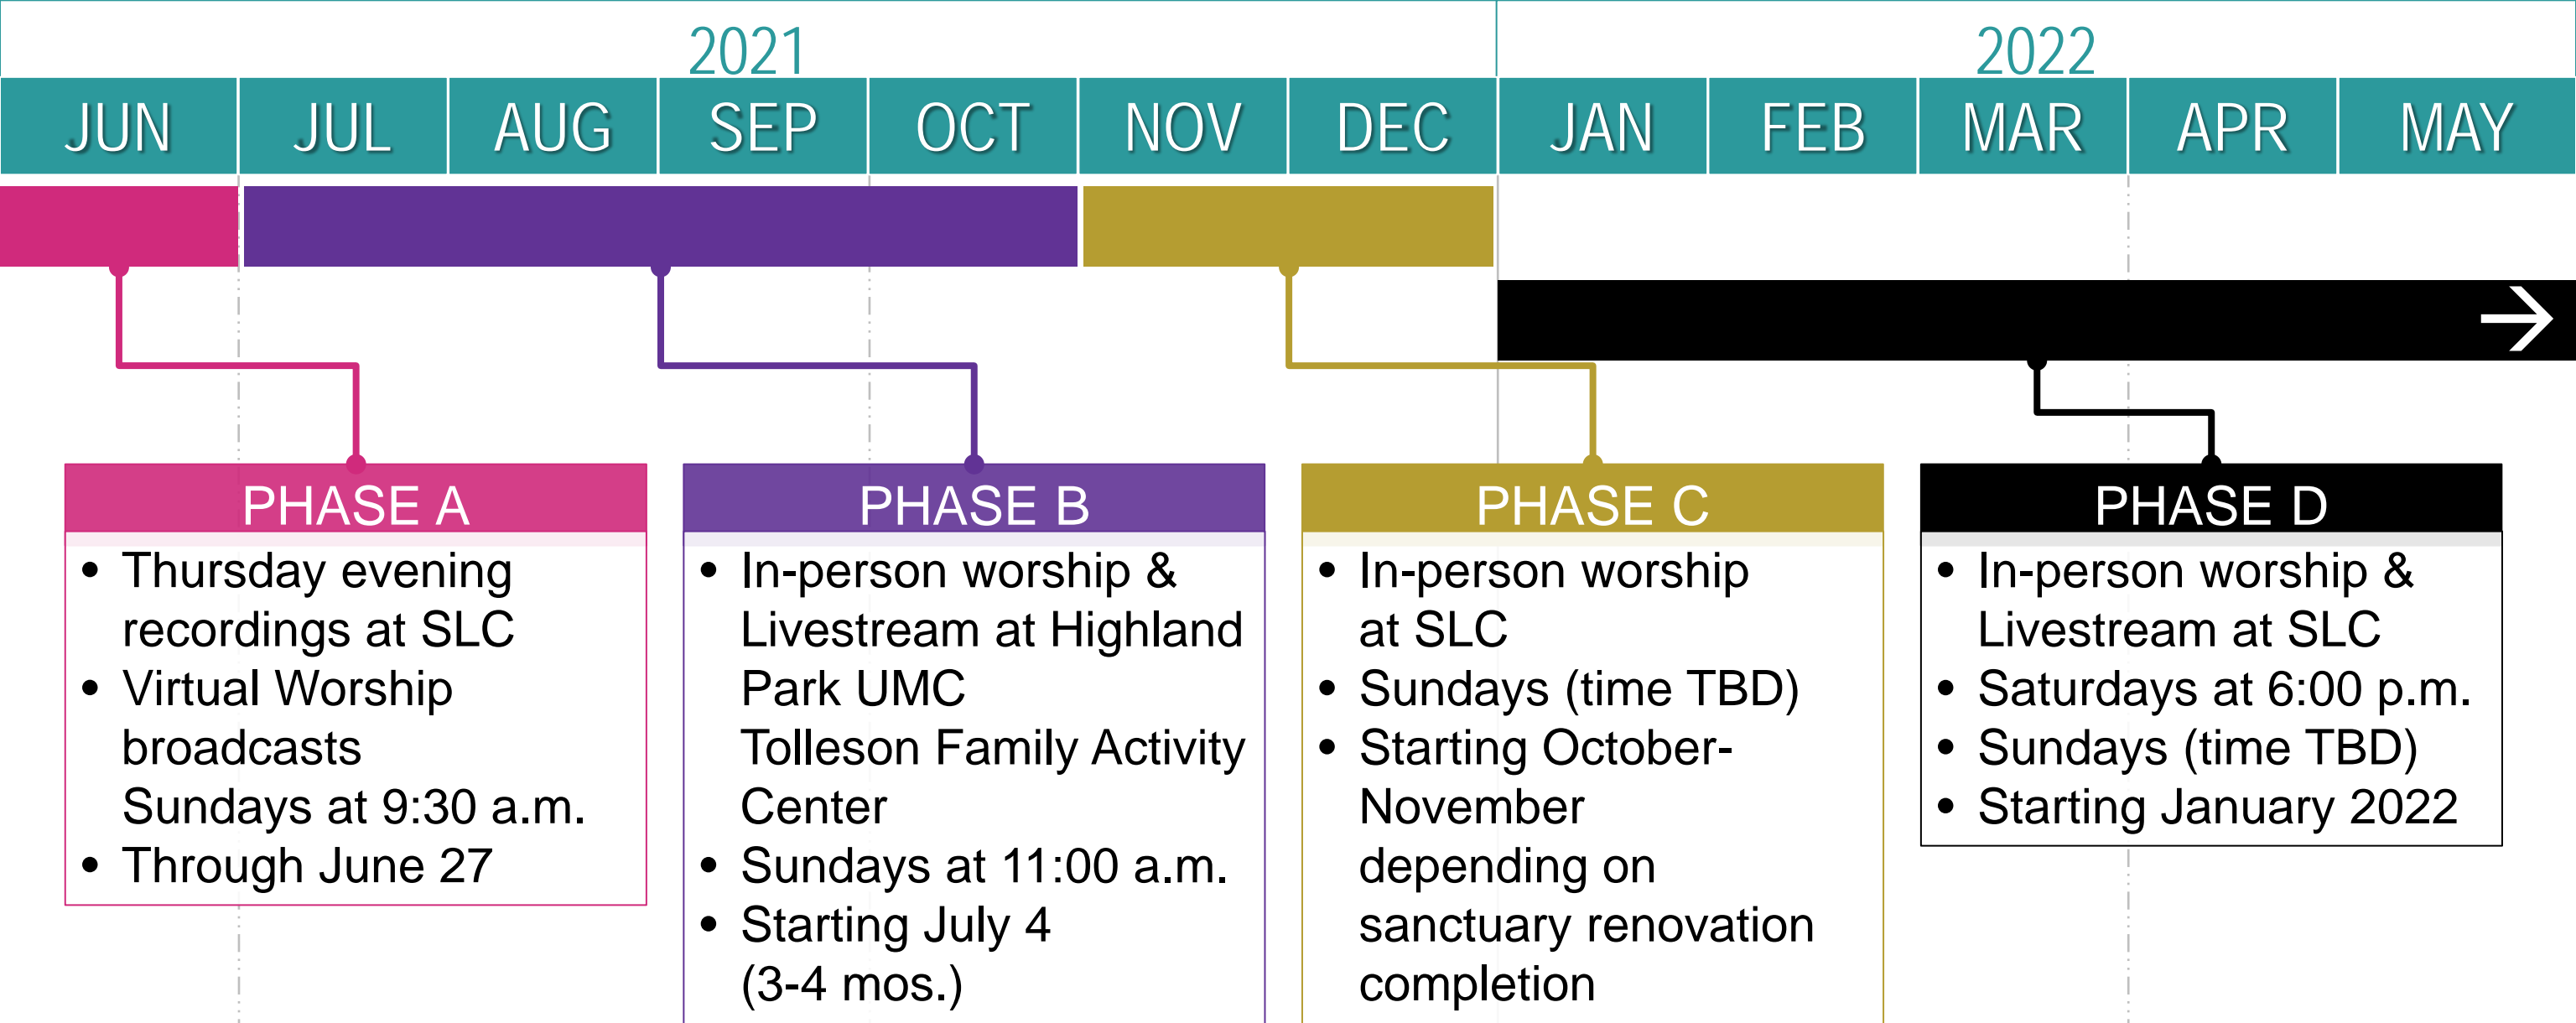 2021
2022
JUN
JUL
AUG
SEP
OCT
NOV
DEC
JAN
FEB
MAR
APR
MAY
PHASE A
• Thursday evening
recordings at SLC
• Virtual Worship
broadcasts
Sundays at 9:30 a.m.
• Through June 27
PHASE B
• In-person worship &
Livestream at Highland
Park UMC
Tolleson Family Activity
Center
• Sundays at 11:00 a.m.
• Starting July 4
(3-4 mos.)
PHASE C
• In-person worship
at SLC
• Sundays (time TBD)
• Starting October-
November
depending on
sanctuary renovation
completion
PHASE D
• In-person worship &
Livestream at SLC
• Saturdays at 6:00 p.m.
• Sundays (time TBD)
• Starting January 2022